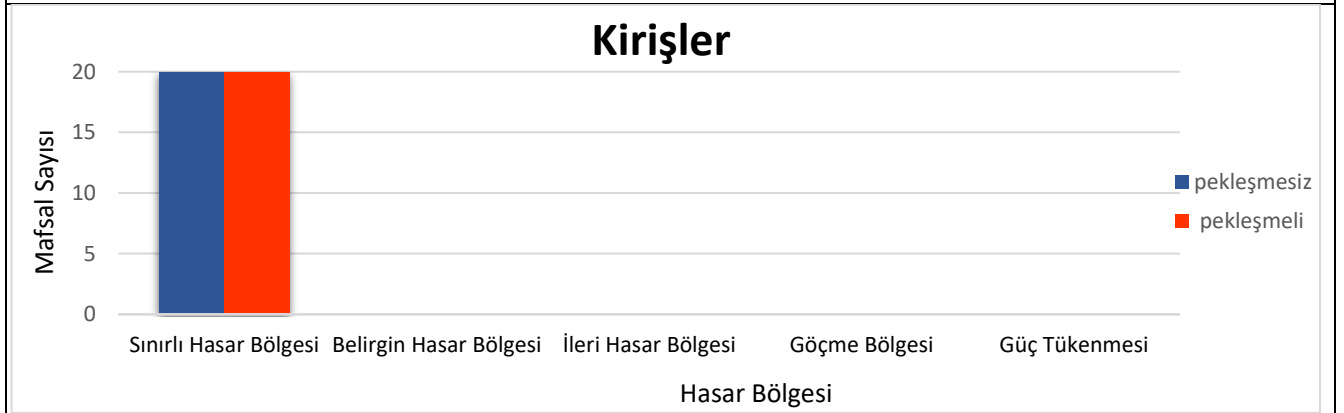 Kirişler
Mafsal Sayısı
20
15
10
5
0
Sınırlı Hasar Bölgesi Belirgin Hasar Bölgesi İleri Hasar Bölgesi Göçme Bölgesi Güç Tükenmesi
Hasar Bölgesi
pekleşmesiz
pekleşmeli